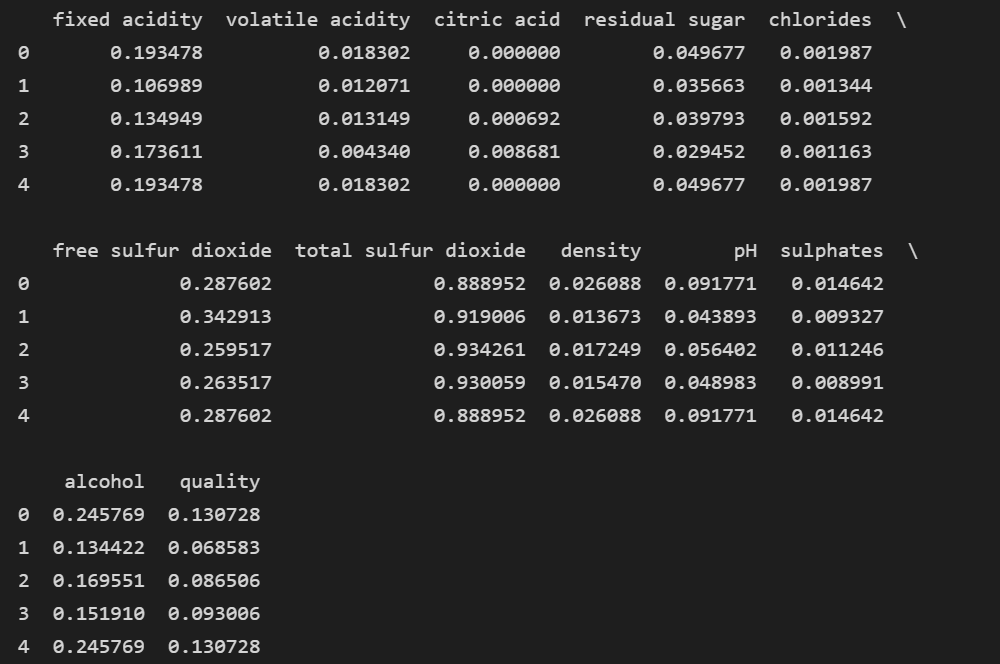 fixed acidity volatile acidity citric acid residual sugar chlorides \
0 0.193478 0.018302 0.000000 0.049677 0.001987
1 0.106989 0.012071 0.000000 0.035663 0.001344
2 0.134949 0.013149 0.000692 0.039793 0.001592
3 0.173611 0.004340 0.008681 0.029452 0.001163
4 0.193478 0.018302 0.000000 0.049677 0.001987
free sulfur dioxide total sulfur dioxide density pH sulphates \
0 0.287602 0.888952 0.026088 0.091771 0.014642
1 0.342913 0.919006 0.013673 0.043893 0.009327
2 0.259517 0.934261 0.017249 0.056402 0.011246
3 0.263517 0.930059 0.015470 0.048983 0.008991
4 0.287602 0.888952 0.026088 0.091771 0.014642
alcohol quality
0 0.245769 0.130728
1 0.134422 0.068583
2 0.169551 0.086506
3 0.151910 0.093006
4 0.245769 0.130728